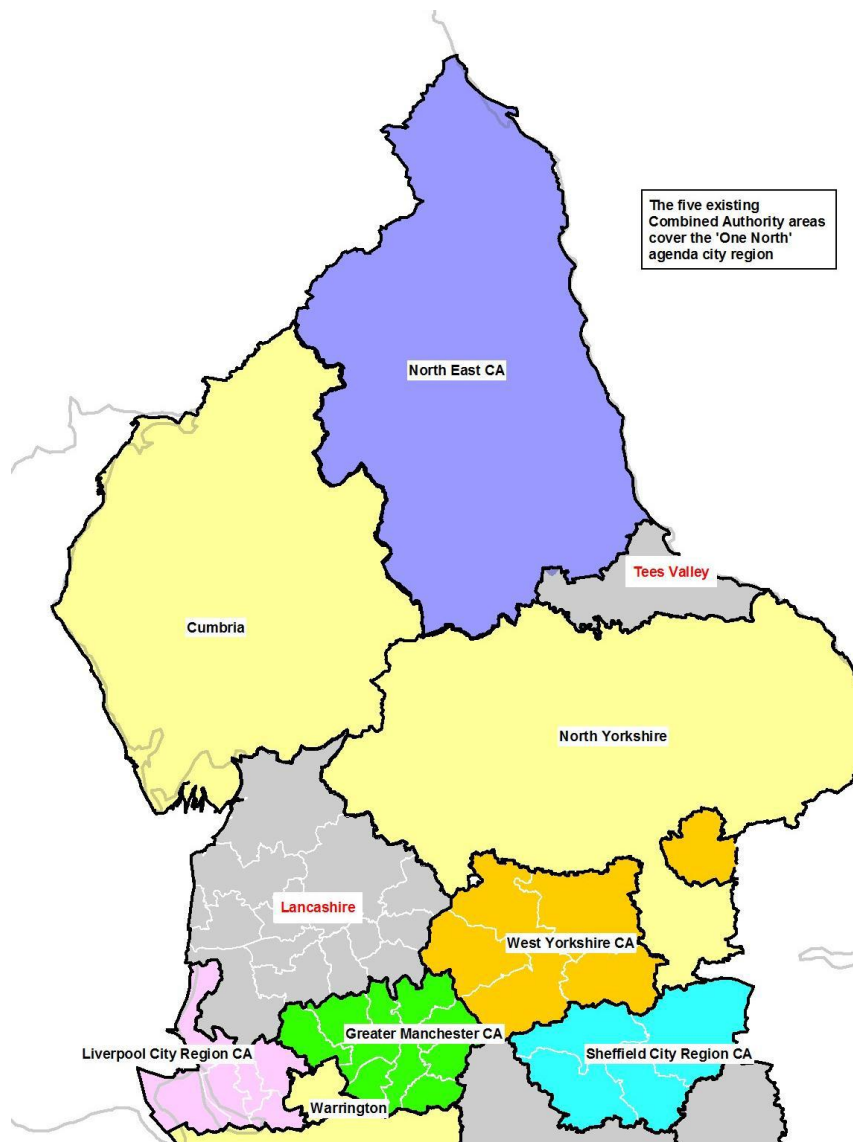 The five existing
Combined Authority areas
cover the 'One North'
agenda city region
North East CA
Tees Valley
Cumbria
North Yorkshire
Lancashire
West Yorkshire CA
Greater Manchester CA
Liverpool City Region CA
Sheffield City Region CA
Warrington